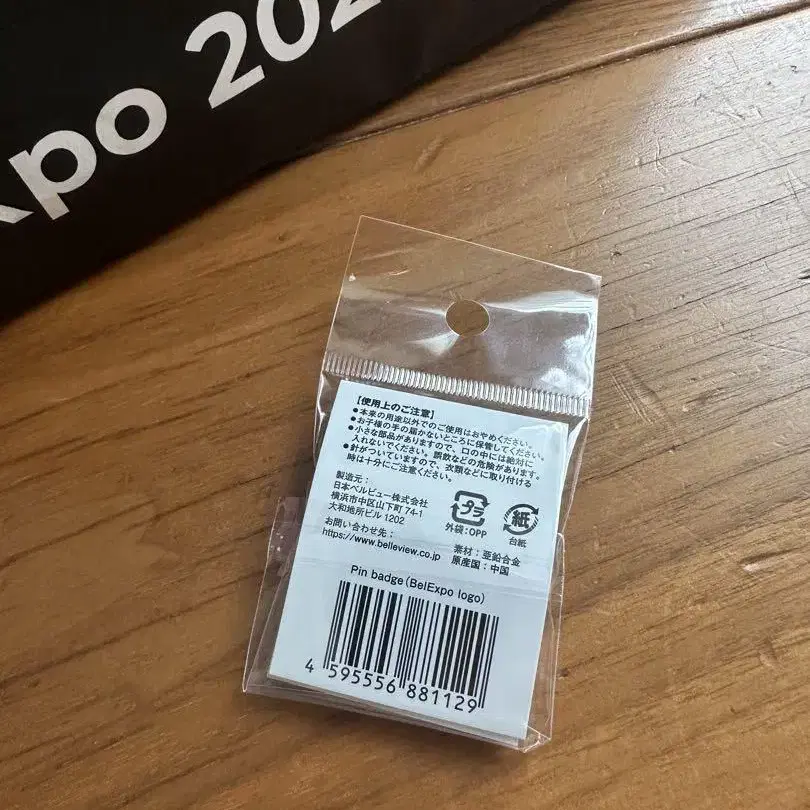 xpo 202
【使用上のご注意】
●本来の用途以外でのご使用はおやめください。
●お子様の手の届かないところに保管してください。
●小さな部品がありますので、口の中には絶対に
入れないでください。誤飲などの危険があります。
●針がついていますので、衣類などに取り付ける
時は十分にご注意ください。
製造元:
日本ベルビュー株式会社
横浜市中区山下町 74-1
大和地所ビル 1202
お問い合わせ先:
https://www.belleview.co.jp
プラ
外袋:OPP
紙
台紙
素材:亜鉛合金
原産国:中国
Pin badge(BelExpo logo)
4 595556 881129